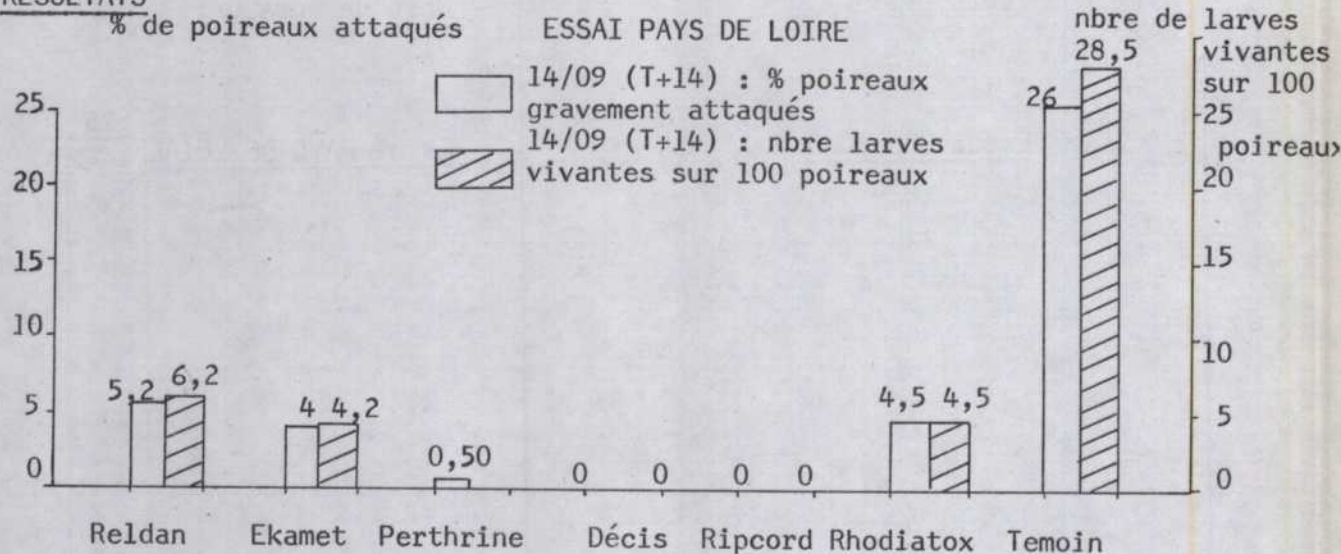 RESULTATS
% de poireaux attaqués
ESSAI PAYS DE LOIRE
14/09 (T+14) : % poireaux
gravement attaqués
14/09 (T+14) : nbre larves
vivantes sur 100 poireaux
nbre de larves
vivantes
sur 100
poireaux
25
20
15
10
5
0
25
20
15
10
5
0
5,2 6,2
4 4,2
0,50
0 0
0 0
4,5 4,5
26 28,5
Reldan Ekamet Perthrine Décis Ripcord Rhodiatox Temoin